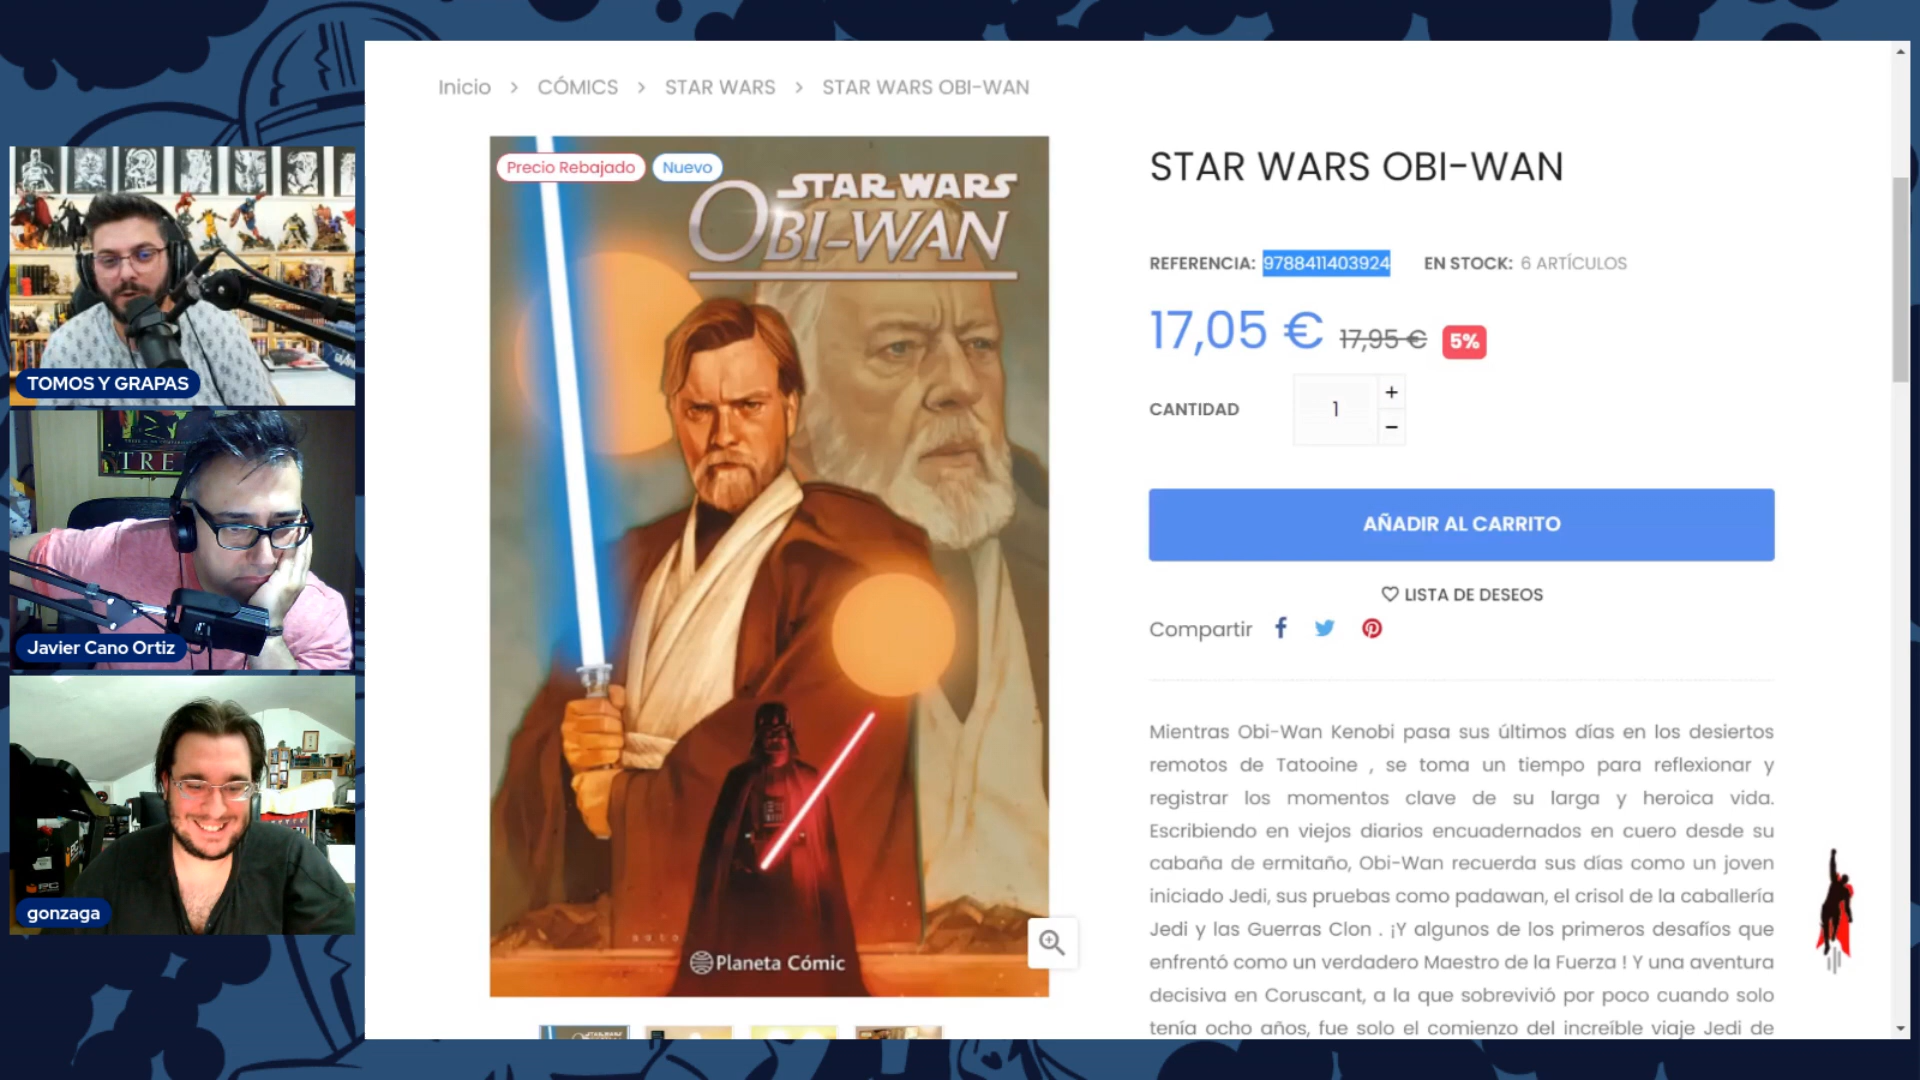 Inicio > CÓMICS > STAR WARS > STAR WARS OBI-WAN
Precio Rebajado
Nuevo
STAR WARS
OBI-WAN
Planeta Cómic
STAR WARS OBI-WAN
REFERENCIA: 9788411403924 EN STOCK: 6 ARTÍCULOS
17,05 € 17,95 € 5%
CANTIDAD 1 + −
AÑADIR AL CARRITO
LISTA DE DESEOS
Compartir
Mientras Obi-Wan Kenobi pasa sus últimos días en los desiertos
remotos de Tatooine , se toma un tiempo para reflexionar y
registrar los momentos clave de su larga y heroica vida.
Escribiendo en viejos diarios encuadernados en cuero desde su
cabaña de ermitaño, Obi-Wan recuerda sus días como un joven
iniciado Jedi, sus pruebas como padawan, el crisol de la caballería
Jedi y las Guerras Clon . ¡Y algunos de los primeros desafíos que
enfrentó como un verdadero Maestro de la Fuerza ! Y una aventura
decisiva en Coruscant, a la que sobrevivió por poco cuando solo
tenía ocho años, fue solo el comienzo del increíble viaje Jedi de
TOMOS Y GRAPAS
TRE
Javier Cano Ortiz
gonzaga